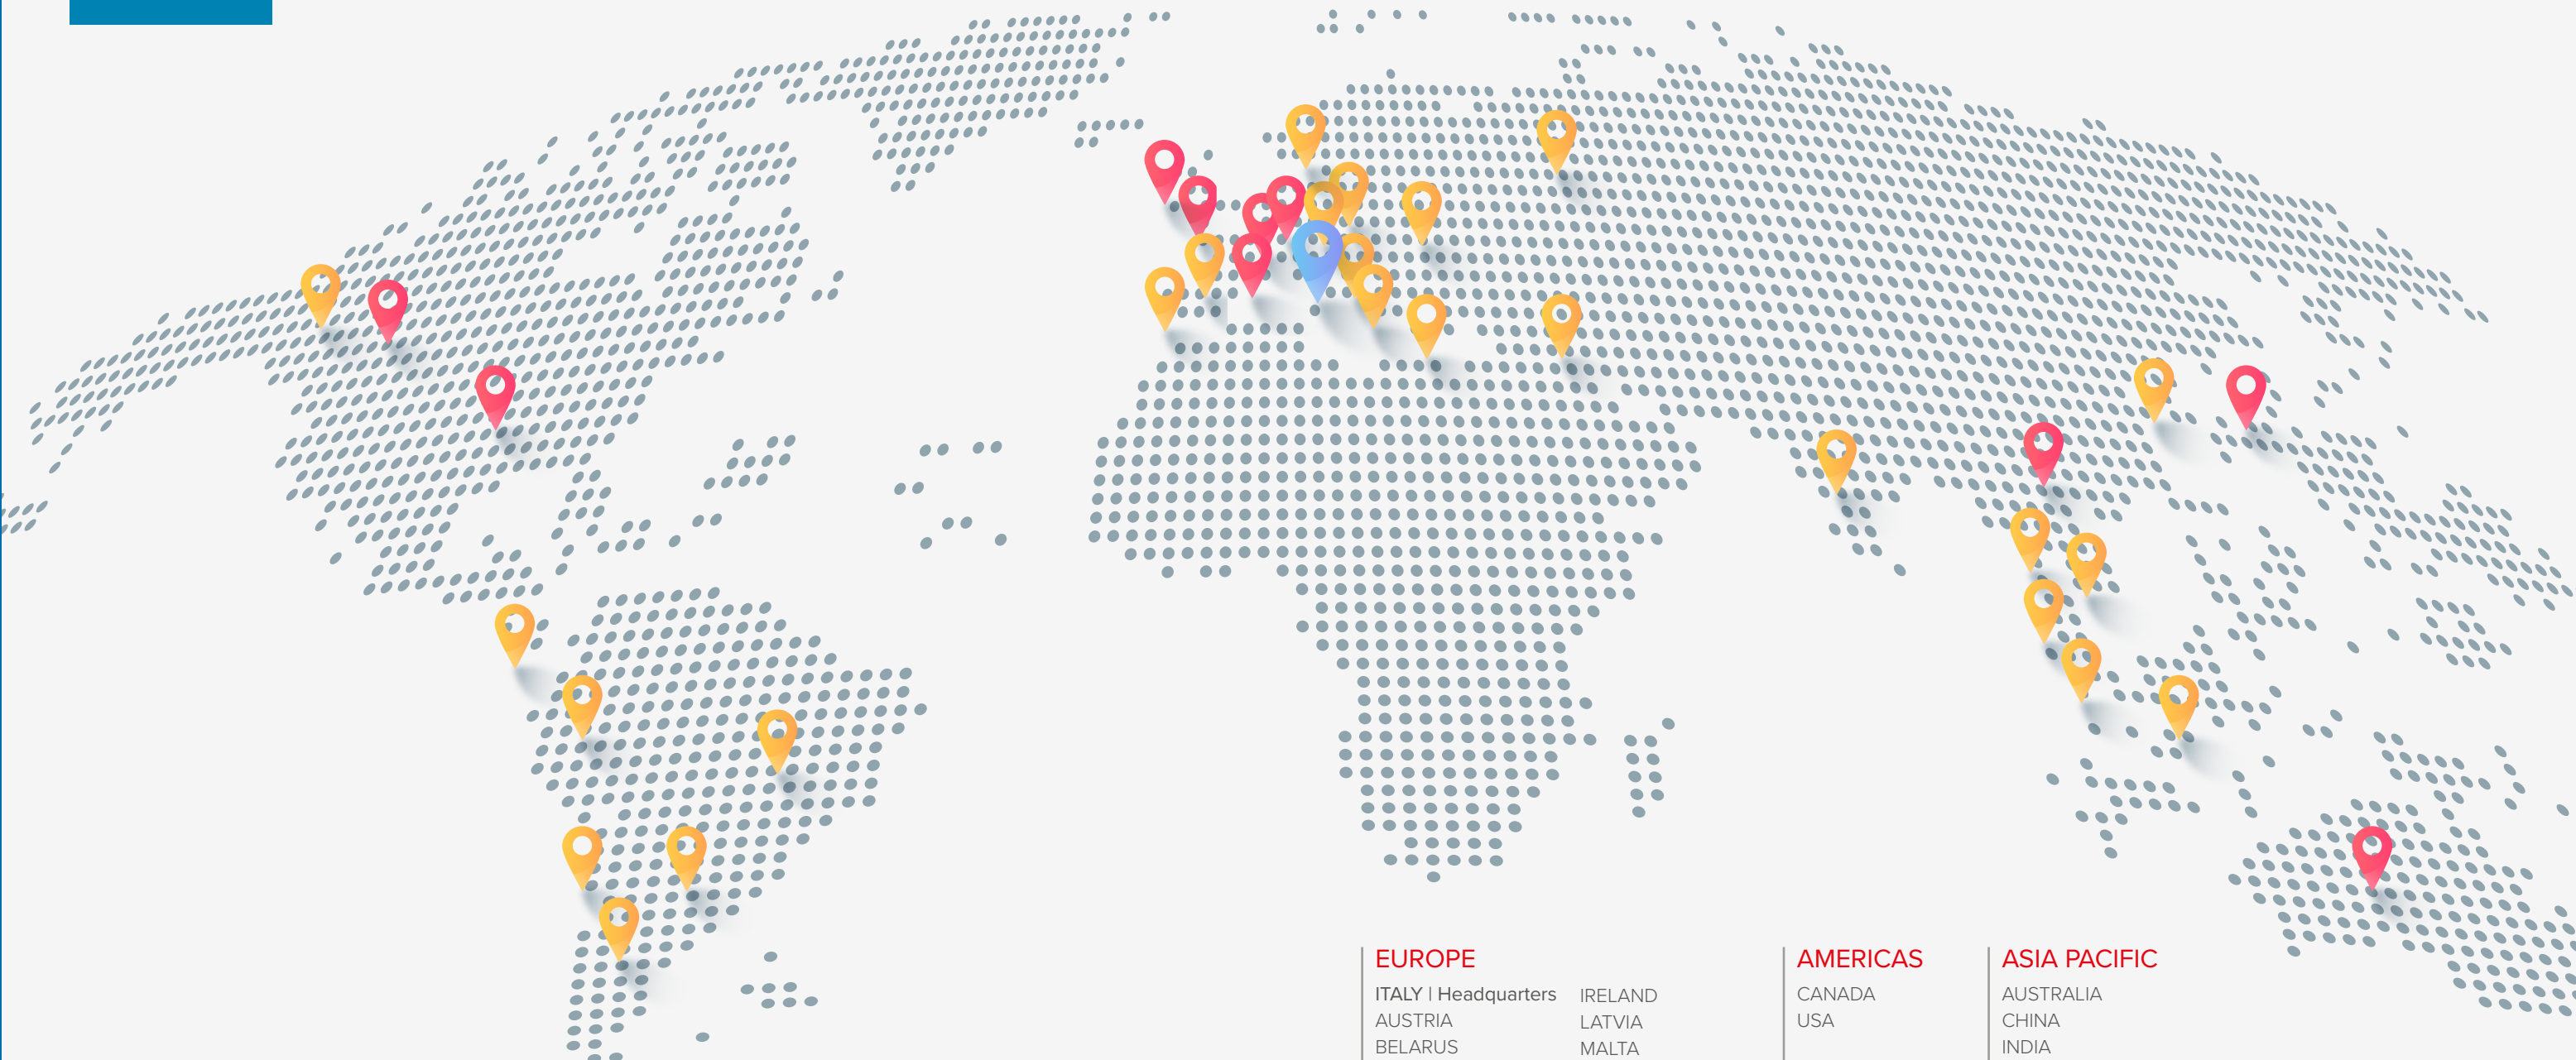 EUROPE
ITALY | Headquarters
AUSTRIA
BELARUS
IRELAND
LATVIA
MALTA
AMERICAS
CANADA
USA
ASIA PACIFIC
AUSTRALIA
CHINA
INDIA